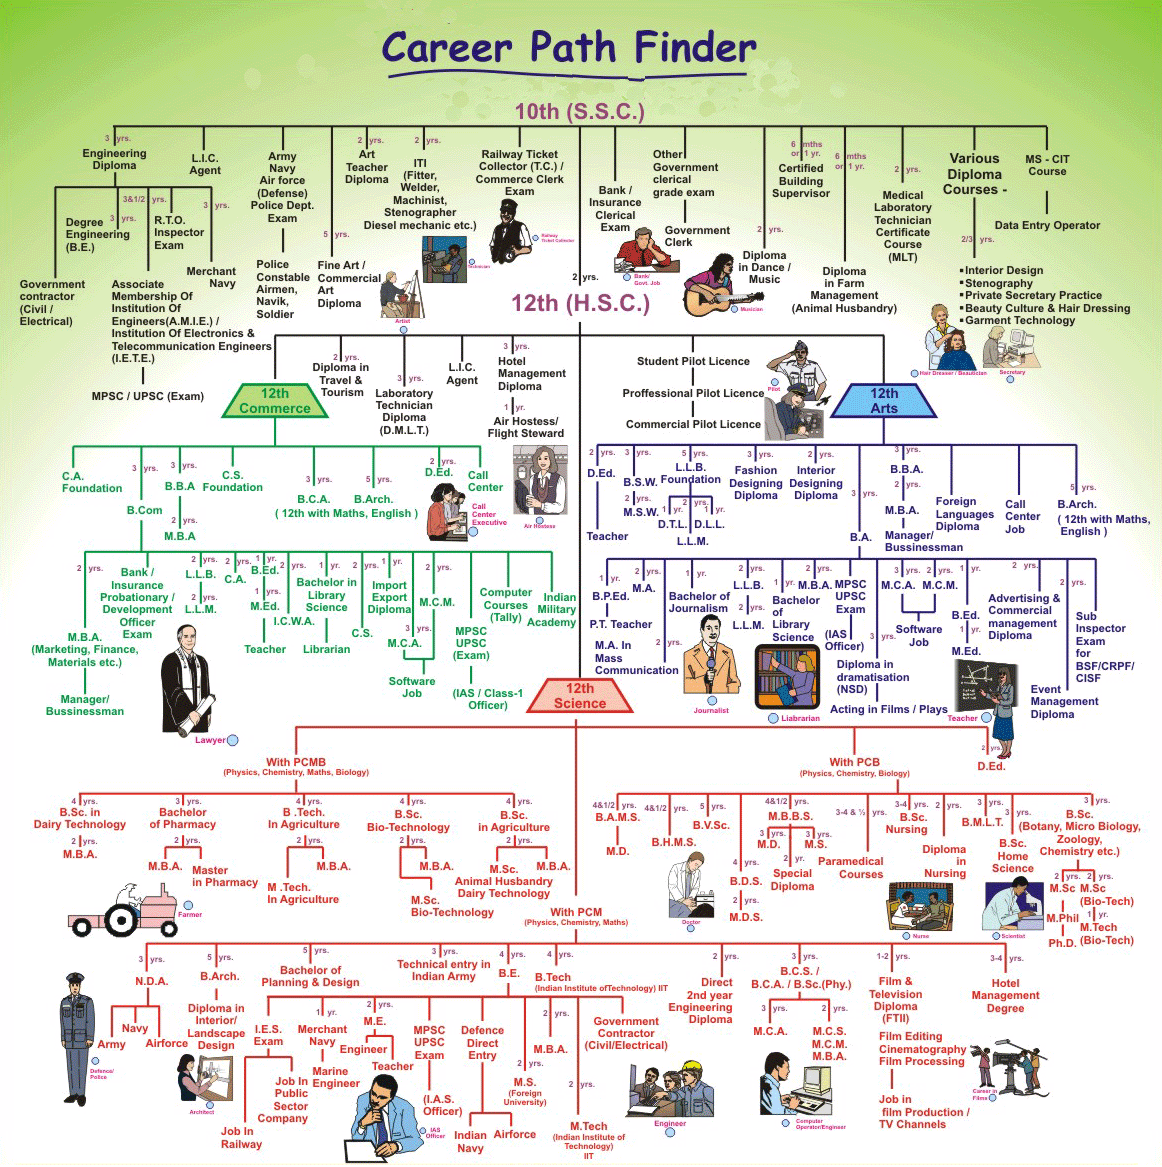 Career Path Finder
10th (S.S.C.)
3 yrs.
Engineering
Diploma
L.I.C.
Agent
Army
Navy
Air force
(Defense)
Police Dept.
Exam
2 yrs.
Art
Teacher
Diploma
2 yrs.
ITI
(Fitter,
Welder,
Machinist,
Stenographer
Diesel mechanic etc.)
Railway Ticket
Collector (T.C.) /
Commerce Clerk
Exam
Bank /
Insurance
Clerical
Exam
Other
Government
clerical
grade exam
Government
Clerk
6 mths
or 1 yr.
Certified
Building
Supervisor
6 mths
or 1 yr.
2 yrs.
Medical
Laboratory
Technician
Certificate
Course
(MLT)
Various
Diploma
Courses -
MS - CIT
Course
Data Entry Operator
3 yrs.
Degree
Engineering
(B.E.)
3&1/2 yrs.
R.T.O.
Inspector
Exam
3 yrs.
Merchant
Navy
Government
contractor
(Civil /
Electrical)
Associate
Membership Of
Institution Of
Engineers(A.M.I.E.) /
Institution Of Electronics &
Telecommunication Engineers
(I.E.T.E.)
MPSC / UPSC (Exam)
Police
Constable
Airmen,
Navik,
Soldier
5 yrs.
Fine Art /
Commercial
Art
Diploma
Artist
Technician
Railway
Ticket Collector
Bank/
Govt. Job
2 yrs.
Diploma
in Dance /
Music
Musician
Diploma
in Farm
Management
(Animal Husbandry)
2/3 yrs.
Interior Design
Stenography
Private Secretary Practice
Beauty Culture & Hair Dressing
Garment Technology
Hair Dresser / Beautician
Secretary
2 yrs.
12th (H.S.C.)
12th
Commerce
2 yrs.
Diploma in
Travel &
Tourism
3 yrs.
Laboratory
Technician
Diploma
(D.M.L.T.)
L.I.C.
Agent
3 yrs.
Hotel
Management
Diploma
1 yr.
Air Hostess/
Flight Steward
Air Hostess
Student Pilot Licence
Proffessional Pilot Licence
Commercial Pilot Licence
Pilot
12th
Arts
C.A.
Foundation
3 yrs.
B.Com
3 yrs.
B.B.A
2 yrs.
M.B.A
C.S.
Foundation
3 yrs.
B.C.A.
5 yrs.
B.Arch.
( 12th with Maths, English )
2 yrs.
D.Ed.
Call
Center
Call
Center
Executive
2 yrs.
M.B.A.
(Marketing, Finance,
Materials etc.)
Manager/
Bussinessman
Bank /
Insurance
Probationary /
Development
Officer
Exam
2 yrs.
L.L.B.
2 yrs.
L.L.M.
Lawyer
2 yrs.
C.A.
1 yr.
B.Ed.
1 yrs.
M.Ed.
Teacher
2 yrs.
I.C.W.A.
1 yr.
Bachelor in
Library
Science
Librarian
2 yrs.
C.S.
1 yr.
Import
Export
Diploma
3 yrs.
M.C.A.
2 yrs.
M.C.M.
Software
Job
MPSC
UPSC
(Exam)
(IAS / Class-1
Officer)
Computer
Courses
(Tally)
Indian
Military
Academy
2 yrs.
D.Ed.
Teacher
3 yrs.
B.S.W.
2 yrs.
M.S.W.
5 yrs.
L.L.B.
Foundation
1 yr.
D.T.L.
2 yrs.
L.L.M.
1 yr.
D.L.L.
3 yrs.
Fashion
Designing
Diploma
2 yrs.
Interior
Designing
Diploma
3 yrs.
B.A.
3 yrs.
B.B.A.
2 yrs.
M.B.A.
Manager/
Bussinessman
Foreign
Languages
Diploma
Call
Center
Job
5 yrs.
B.Arch.
( 12th with Maths,
English )
1 yr.
B.P.Ed.
P.T. Teacher
2 yrs.
M.A.
2 yrs.
M.A. In
Mass
Communication
1 yr.
Bachelor of
Journalism
Journalist
2 yrs.
L.L.B.
2 yrs.
L.L.M.
1 yr.
Bachelor
of
Library
Science
Liabrarian
2 yrs.
M.B.A.
MPSC
UPSC
Exam
(IAS
Officer)
3 yrs.
Diploma in
dramatisation
(NSD)
Acting in Films / Plays
3 yrs.
M.C.A.
2 yrs.
M.C.M.
Software
Job
1 yr.
B.Ed.
1 yr.
M.Ed.
Teacher
2 yrs.
Advertising &
Commercial
management
Diploma
Event
Management
Diploma
2 yrs.
Sub
Inspector
Exam
for
BSF/CRPF/
CISF
12th
Science
With PCMB
(Physics, Chemistry, Maths, Biology)
With PCB
(Physics, Chemistry, Biology)
2 yrs.
D.Ed.
4 yrs.
B.Sc. in
Dairy Technology
2 yrs.
M.B.A.
3 yrs.
Bachelor
of Pharmacy
2 yrs.
M.B.A.
Master
in Pharmacy
Farmer
4 yrs.
B .Tech.
In Agriculture
2 yrs.
M .Tech.
In Agriculture
M.B.A.
4 yrs.
B.Sc.
Bio-Technology
2 yrs.
M.B.A.
M.Sc.
Bio-Technology
4 yrs.
B.Sc.
in Agriculture
2 yrs.
M.Sc.
Animal Husbandry
Dairy Technology
M.B.A.
4&1/2 yrs.
B.A.M.S.
M.D.
4&1/2 yrs.
B.H.M.S.
Doctor
5 yrs.
B.V.Sc.
4 yrs.
B.D.S.
2 yrs.
M.D.S.
4&1/2 yrs.
M.B.B.S.
3 yrs.
M.D.
3 yrs.
M.S.
2 yr.
Special
Diploma
3-4 & ½ yrs.
Paramedical
Courses
3-4 yrs.
B.Sc.
Nursing
Nurse
2 yrs.
Diploma
in
Nursing
3 yrs.
B.M.L.T.
3 yrs.
B.Sc.
Home
Science
Scientist
3 yrs.
B.Sc.
(Botany, Micro Biology,
Zoology,
Chemistry etc.)
2 yrs.
M.Sc
M.Phil
Ph.D.
2 yrs.
M.Sc
(Bio-Tech)
1 yr.
M.Tech
(Bio-Tech)
With PCM
(Physics, Chemistry, Maths)
3 yrs.
N.D.A.
Army
Navy
Airforce
Defence/
Police
5 yrs.
B.Arch.
Diploma in
Interior/
Landscape
Design
Architect
5 yrs.
Bachelor of
Planning & Design
3 yrs.
Technical entry in
Indian Army
4 yrs.
B.E.
4 yrs.
B.Tech
(Indian Institute ofTechnology) IIT
I.E.S.
Exam
Job In
Railway
Job In
Public
Sector
Company
1 yr.
Merchant
Navy
Marine
Engineer
2 yrs.
M.E.
Engineer
Teacher
MPSC
UPSC
Exam
(I.A.S.
Officer)
IAS
Officer
Defence
Direct
Entry
Indian
Navy
Airforce
2 yrs.
M.S.
(Foreign
University)
2 yrs.
M.B.A.
2 yrs.
M.Tech
(Indian Institute of
Technology)
IIT
Government
Contractor
(Civil/Electrical)
Engineer
2 yrs.
Direct
2nd year
Engineering
Diploma
3 yrs.
B.C.S. /
B.C.A. / B.Sc.(Phy.)
3 yrs.
M.C.A.
2 yrs.
M.C.S.
M.C.M.
M.B.A.
Computer
Operator/Engineer
1-2 yrs.
Film &
Television
Diploma
(FTII)
Film Editing
Cinematography
Film Processing
Job in
film Production /
TV Channels
Career in
Films
3-4 yrs.
Hotel
Management
Degree